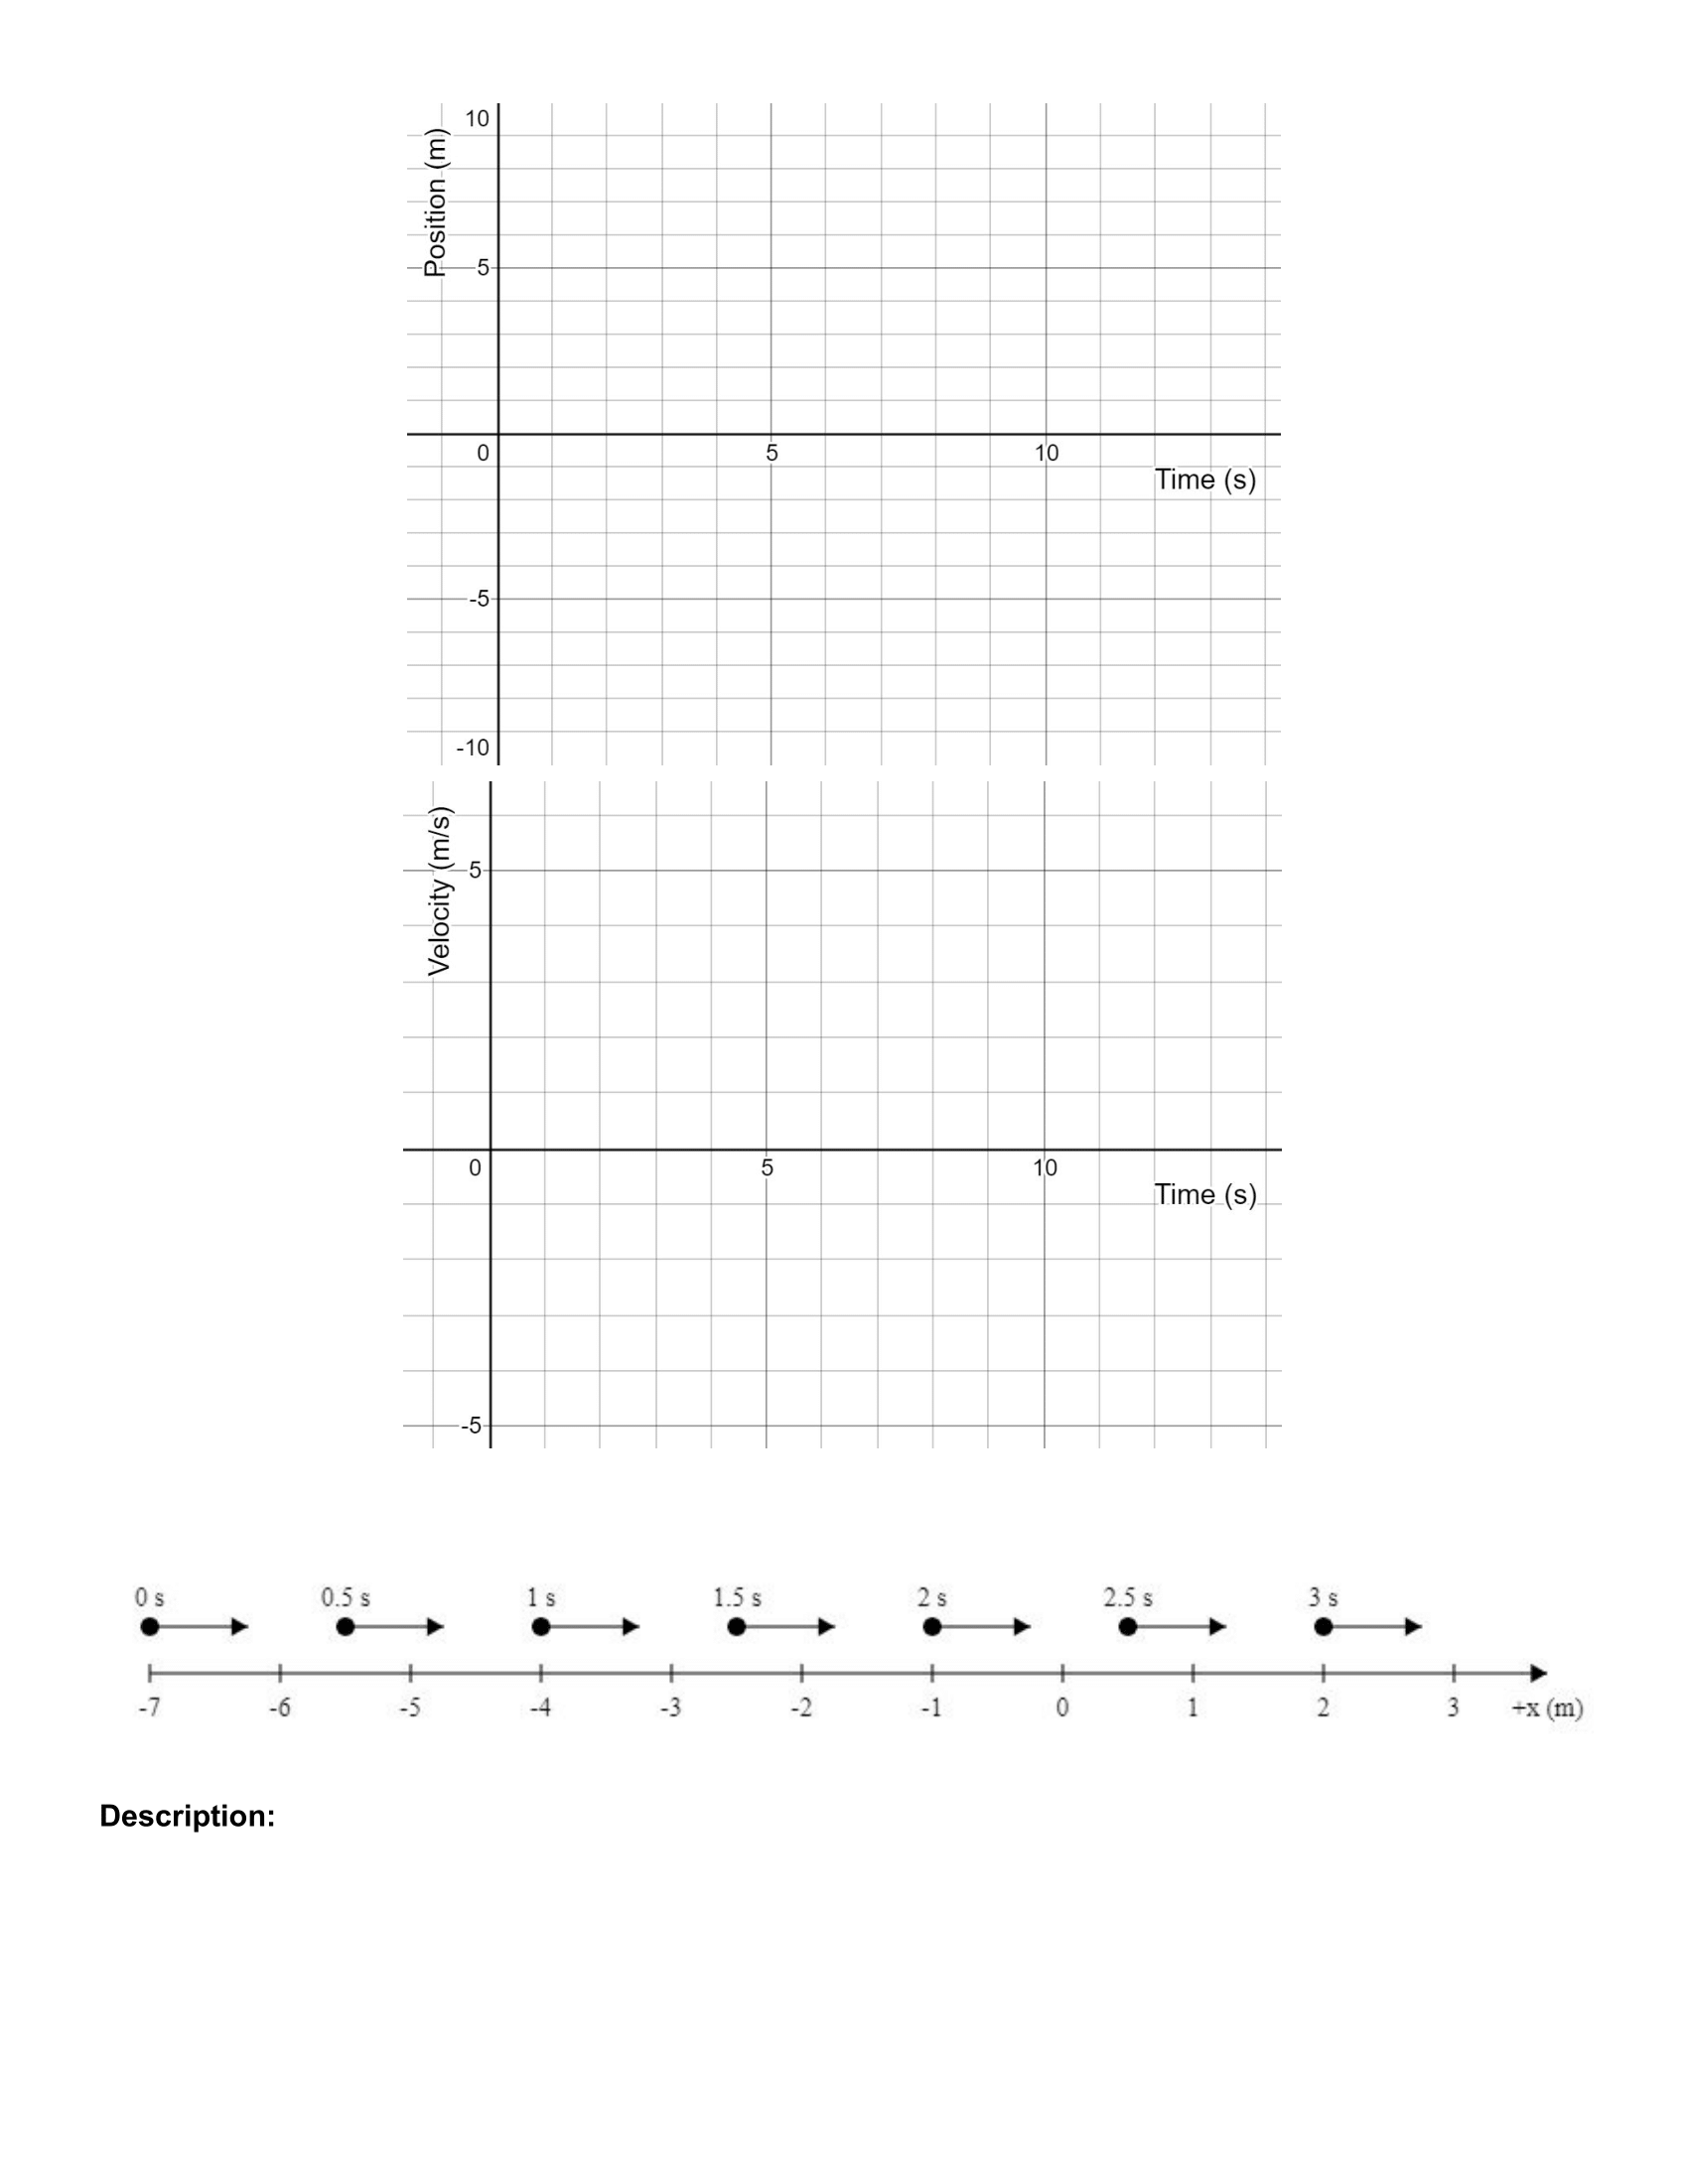 10
Position (m)
5
0
5
10
Time (s)
-5
-10
Velocity (m/s)
5
0
5
10
Time (s)
-5
0 s 0.5 s 1 s 1.5 s 2 s 2.5 s 3 s
-7 -6 -5 -4 -3 -2 -1 0 1 2 3 +x (m)
Description: